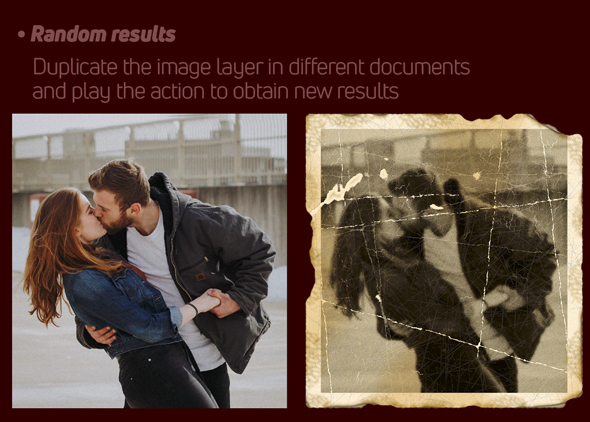 • Random results
Duplicate the image layer in different documents
and play the action to obtain new results